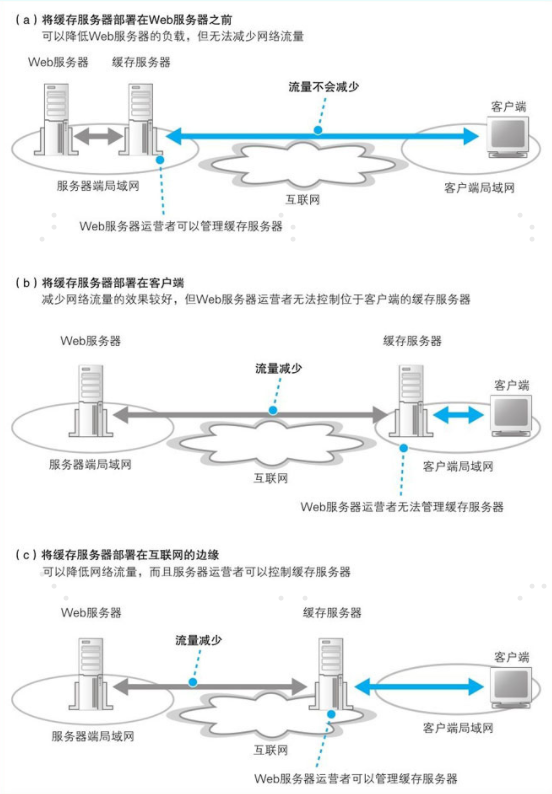 （a）将缓存服务器部署在Web服务器之前
可以降低Web服务器的负载，但无法减少网络流量
Web服务器
缓存服务器
流量不会减少
客户端
服务器端局域网
互联网
客户端局域网
Web服务器运营者可以管理缓存服务器
（b）将缓存服务器部署在客户端
减少网络流量的效果较好，但Web服务器运营者无法控制位于客户端的缓存服务器
Web服务器
缓存服务器
流量减少
客户端
服务器端局域网
互联网
客户端局域网
Web服务器运营者无法管理缓存服务器
（c）将缓存服务器部署在互联网的边缘
可以降低网络流量，而且服务器运营者可以控制缓存服务器
Web服务器
缓存服务器
流量减少
客户端
服务器端局域网
互联网
客户端局域网
Web服务器运营者可以管理缓存服务器